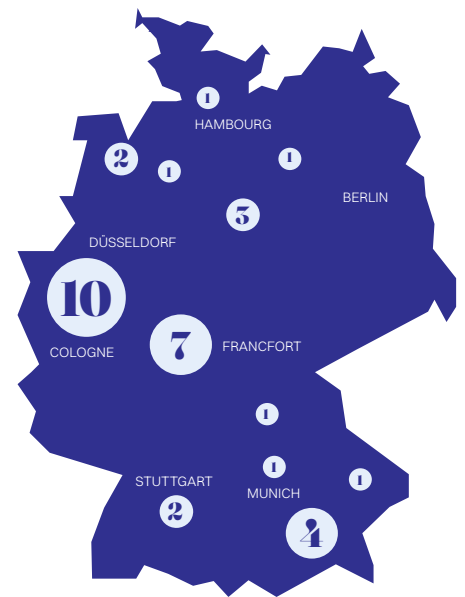 1
HAMBOURG
2
1
1
BERLIN
3
DÜSSELDORF
10
7
FRANCFORT
COLOGNE
1
1
1
STUTTGART
MUNICH
2
4